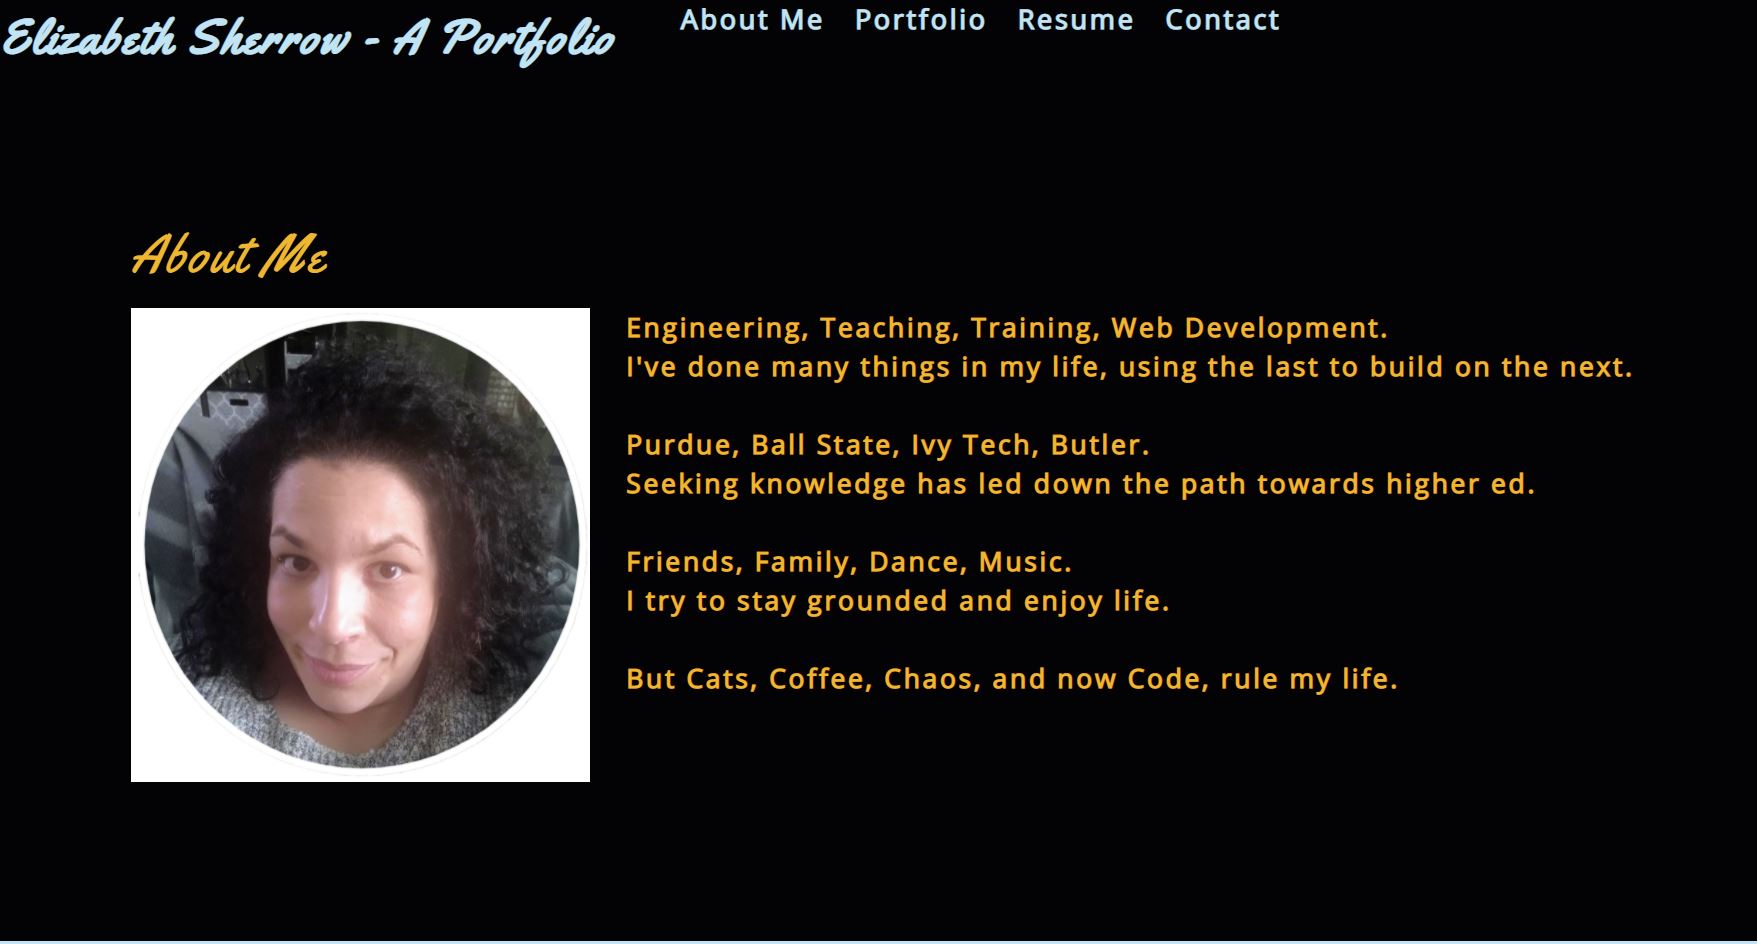 Elizabeth Sherrow - A Portfolio
About Me Portfolio Resume Contact
About Me
Engineering, Teaching, Training, Web Development.
I've done many things in my life, using the last to build on the next.
Purdue, Ball State, Ivy Tech, Butler.
Seeking knowledge has led down the path towards higher ed.
Friends, Family, Dance, Music.
I try to stay grounded and enjoy life.
But Cats, Coffee, Chaos, and now Code, rule my life.